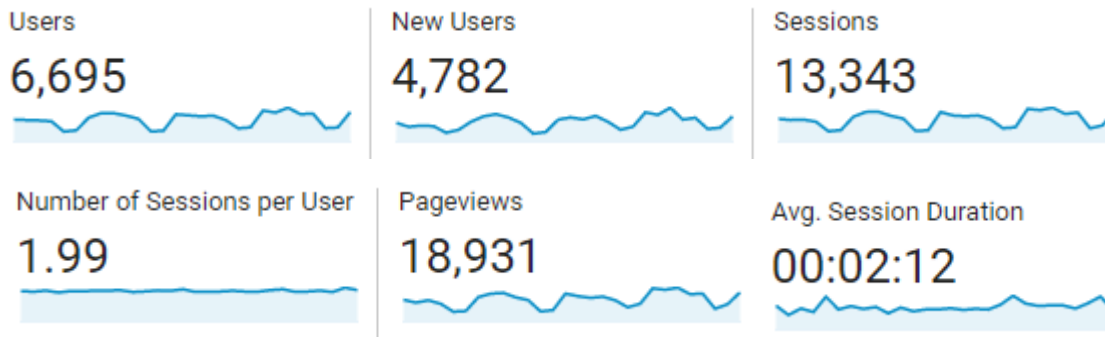 Users
6,695
New Users
4,782
Sessions
13,343
Number of Sessions per User
1.99
Pageviews
18,931
Avg. Session Duration
00:02:12